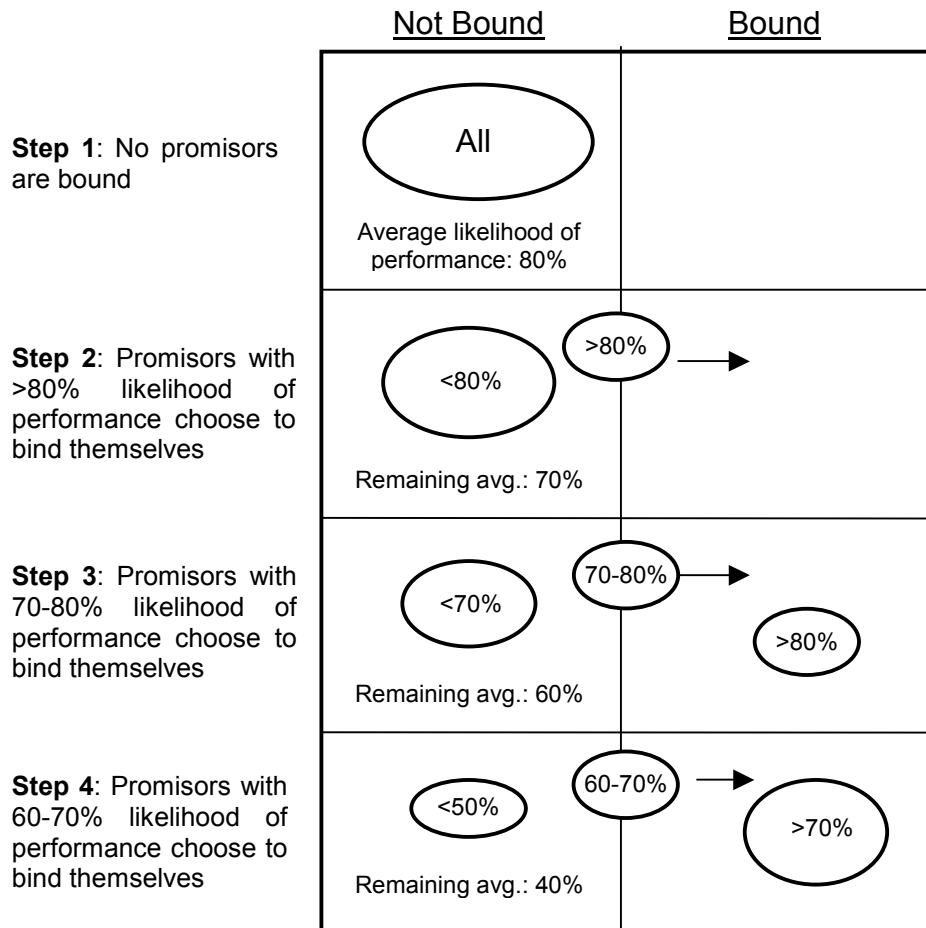 Not Bound
Bound
Step 1: No promisors
are bound
All
Average likelihood of
performance: 80%
Step 2: Promisors with
>80% likelihood of
performance choose to
bind themselves
<80%
>80%
Remaining avg.: 70%
Step 3: Promisors with
70-80% likelihood of
performance choose to
bind themselves
<70%
70-80%
>80%
Remaining avg.: 60%
Step 4: Promisors with
60-70% likelihood of
performance choose to
bind themselves
<50%
60-70%
>70%
Remaining avg.: 40%